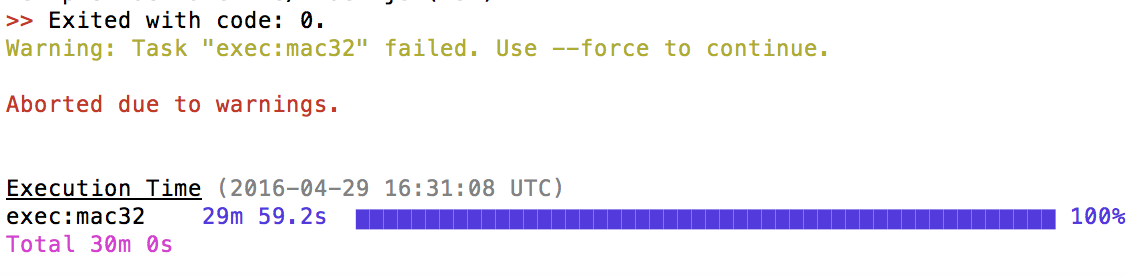 >> Exited with code: 0.
Warning: Task "exec:mac32" failed. Use --force to continue.
Aborted due to warnings.
Execution Time (2016-04-29 16:31:08 UTC)
exec:mac32 29m 59.2s 100%
Total 30m 0s